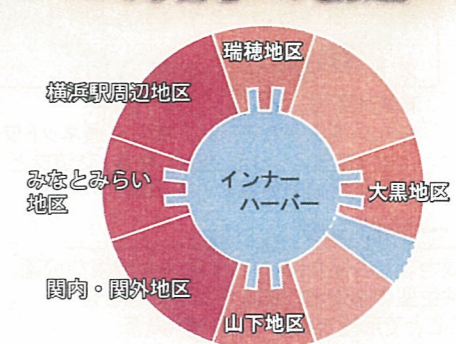 瑞穂地区
横浜駅周辺地区
みなとみらい
地区
インナー
ハーバー
大黒地区
関内・関外地区
山下地区